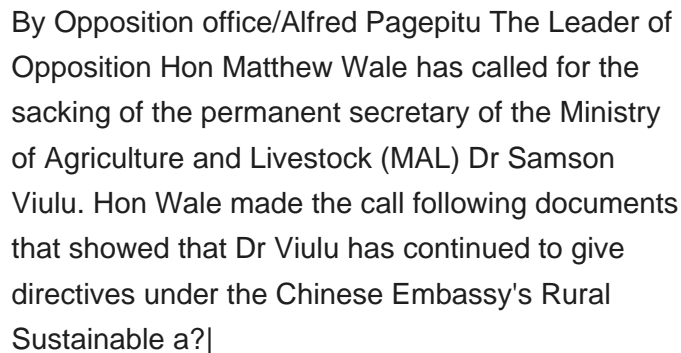 By Opposition office/Alfred Pagepitu The Leader of
Opposition Hon Matthew Wale has called for the
sacking of the permanent secretary of the Ministry
of Agriculture and Livestock (MAL) Dr Samson
Viulu. Hon Wale made the call following documents
that showed that Dr Viulu has continued to give
directives under the Chinese Embassy's Rural
Sustainable a?|